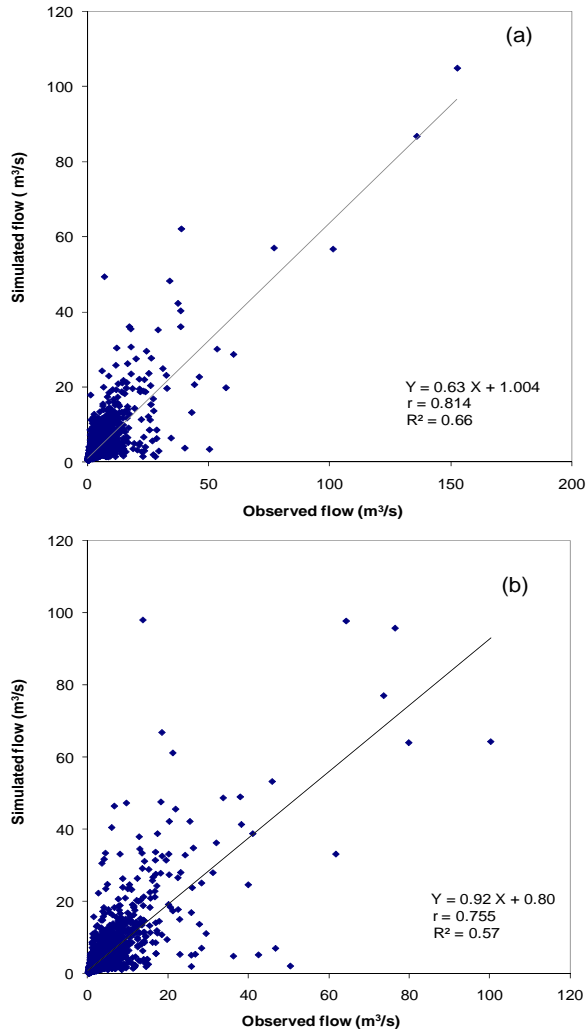 (a)
120
100
80
60
40
20
0
Simulated flow ( m³/s)
Y = 0.63 X + 1.004
r = 0.814
R² = 0.66
0 50 100 150 200
Observed flow (m³/s)
(b)
120
100
80
60
40
20
0
Simulated flow (m³/s)
Y = 0.92 X + 0.80
r = 0.755
R² = 0.57
0 20 40 60 80 100 120
Observed flow (m³/s)